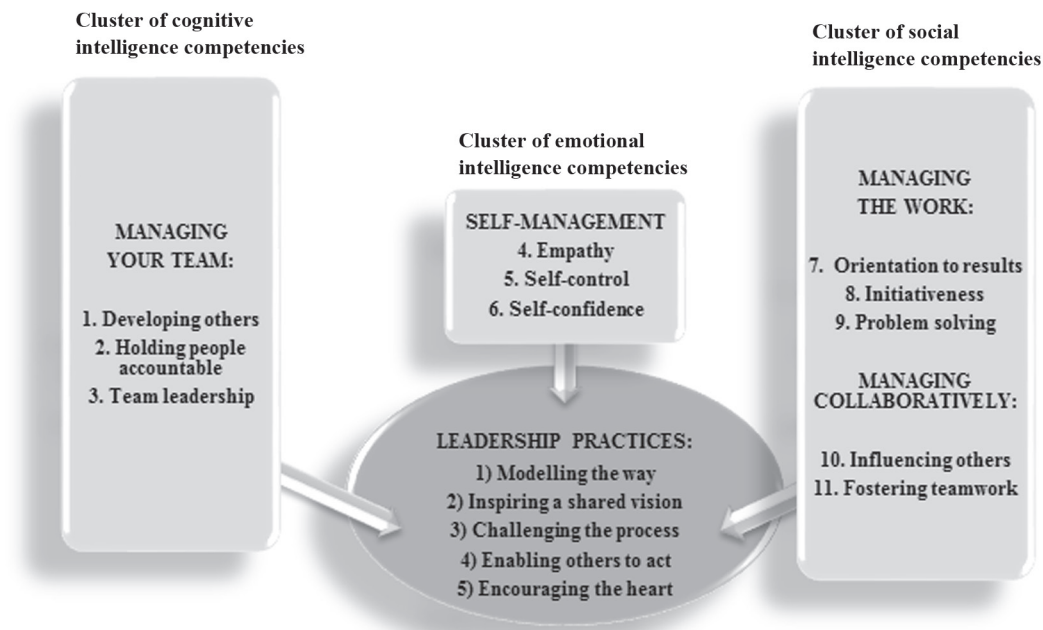 Cluster of cognitive
intelligence competencies
MANAGING
YOUR TEAM:
1. Developing others
2. Holding people
accountable
3. Team leadership
Cluster of emotional
intelligence competencies
SELF-MANAGEMENT
4. Empathy
5. Self-control
6. Self-confidence
LEADERSHIP PRACTICES:
1) Modelling the way
2) Inspiring a shared vision
3) Challenging the process
4) Enabling others to act
5) Encouraging the heart
Cluster of social
intelligence competencies
MANAGING
THE WORK:
7. Orientation to results
8. Initiativeness
9. Problem solving
MANAGING
COLLABORATIVELY:
10. Influencing others
11. Fostering teamwork